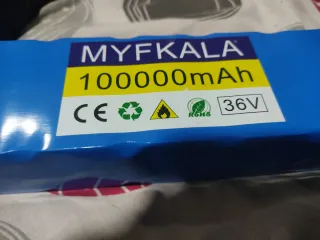 MYFKALA
100000mAh
CE RoHS 36V